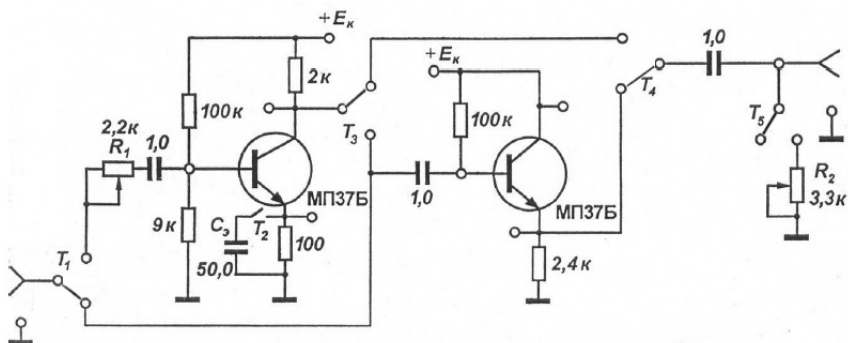 +Eк
2к
100к
2,2к
R1
1,0
9к
МП37Б
Cэ
T2
50,0
100
T1
T3
+Eк
100к
1,0
МП37Б
2,4к
T4
1,0
T5
R2
3,3к